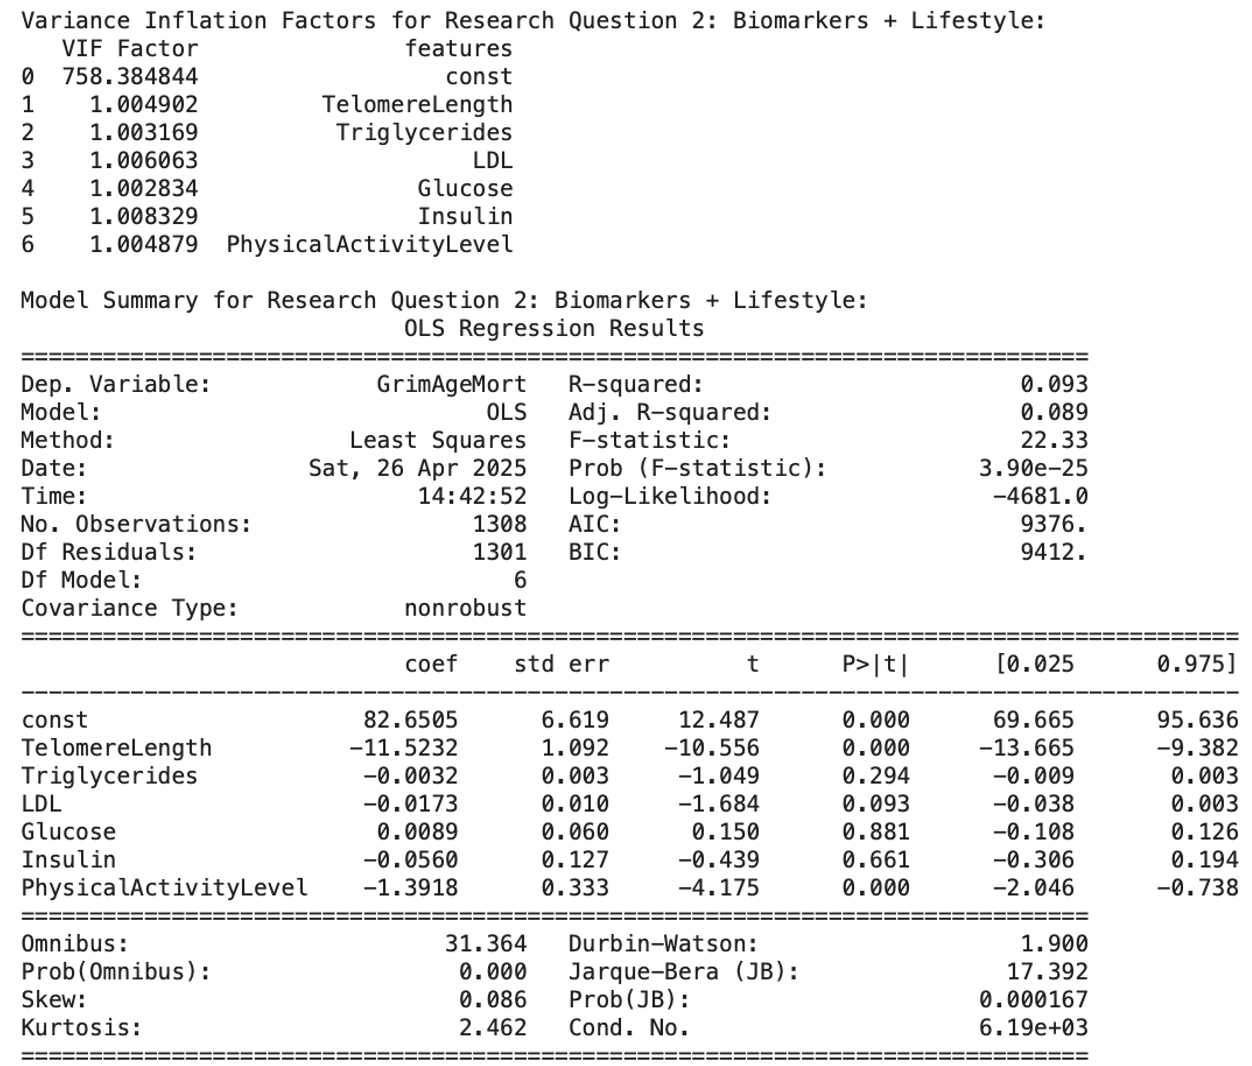 Variance Inflation Factors for Research Question 2: Biomarkers + Lifestyle:
   VIF Factor               features
0  758.384844                  const
1    1.004902         TelomereLength
2    1.003169          Triglycerides
3    1.006063                    LDL
4    1.002834                Glucose
5    1.008329                Insulin
6    1.004879  PhysicalActivityLevel

Model Summary for Research Question 2: Biomarkers + Lifestyle:
                            OLS Regression Results
==============================================================================
Dep. Variable:            GrimAgeMort   R-squared:                       0.093
Model:                            OLS   Adj. R-squared:                  0.089
Method:                 Least Squares   F-statistic:                     22.33
Date:                Sat, 26 Apr 2025   Prob (F-statistic):           3.90e-25
Time:                        14:42:52   Log-Likelihood:                -4681.0
No. Observations:                1308   AIC:                             9376.
Df Residuals:                    1301   BIC:                             9412.
Df Model:                           6
Covariance Type:            nonrobust
=========================================================================================
                            coef    std err          t      P>|t|      [0.025      0.975]
-----------------------------------------------------------------------------------------
const                    82.6505      6.619     12.487      0.000      69.665      95.636
TelomereLength          -11.5232      1.092    -10.556      0.000     -13.665      -9.382
Triglycerides            -0.0032      0.003     -1.049      0.294      -0.009       0.003
LDL                      -0.0173      0.010     -1.684      0.093      -0.038       0.003
Glucose                   0.0089      0.060      0.150      0.881      -0.108       0.126
Insulin                  -0.0560      0.127     -0.439      0.661      -0.306       0.194
PhysicalActivityLevel    -1.3918      0.333     -4.175      0.000      -2.046      -0.738
==============================================================================
Omnibus:                       31.364   Durbin-Watson:                   1.900
Prob(Omnibus):                  0.000   Jarque-Bera (JB):               17.392
Skew:                           0.086   Prob(JB):                     0.000167
Kurtosis:                       2.462   Cond. No.                     6.19e+03
==============================================================================